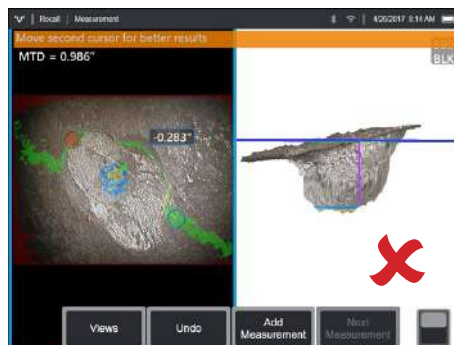 Recall | Measurement
4/26/2017 9:14 AM
Move second cursor for better results
MTD = 0.986"
BLK
-0.283"
Views
Undo
Add
Measurement
Next
Measurement